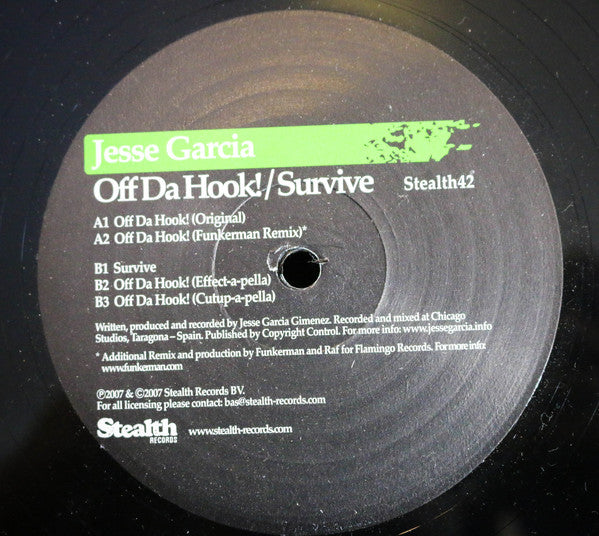 Jesse Garcia
Off Da Hook!/Survive Stealth42
A1 Off Da Hook! (Original)
A2 Off Da Hook! (Funkerman Remix)*
B1 Survive
B2 Off Da Hook! (Effect-a-pella)
B3 Off Da Hook! (Cutup-a-pella)
Written, produced and recorded by Jesse Garcia Gimenez. Recorded and mixed at Chicago
Studios, Taragona – Spain. Published by Copyright Control. For more info: www.jessegarcia.info
* Additional Remix and production by Funkerman and Raf for Flamingo Records. For more info:
www.funkerman.com
℗2007 & ©2007 Stealth Records BV.
For all licensing please contact: bas@stealth-records.com
Stealth
RECORDS
www.stealth-records.com